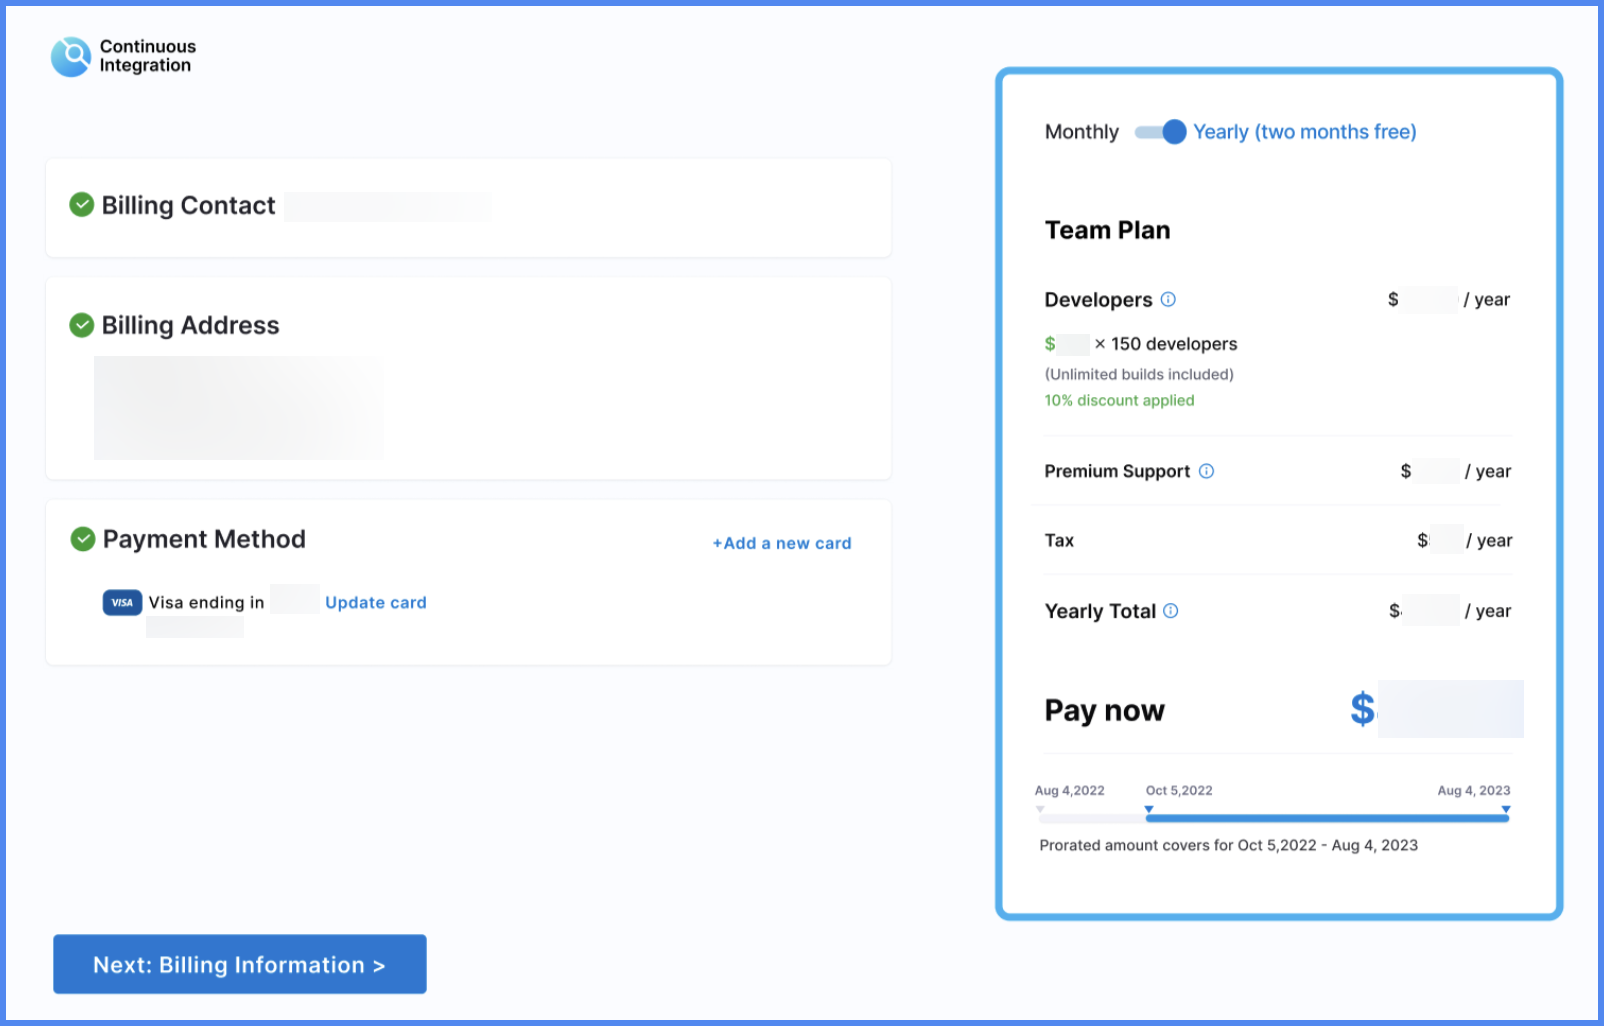 Continuous
Integration
Billing Contact
Billing Address
Payment Method
+Add a new card
VISA Visa ending in Update card
Next: Billing Information >
Monthly Yearly (two months free)
Team Plan
Developers $ / year
$ × 150 developers
(Unlimited builds included)
10% discount applied
Premium Support $ / year
Tax $ / year
Yearly Total $ / year
Pay now $
Aug 4,2022 Oct 5,2022 Aug 4, 2023
Prorated amount covers for Oct 5,2022 - Aug 4, 2023